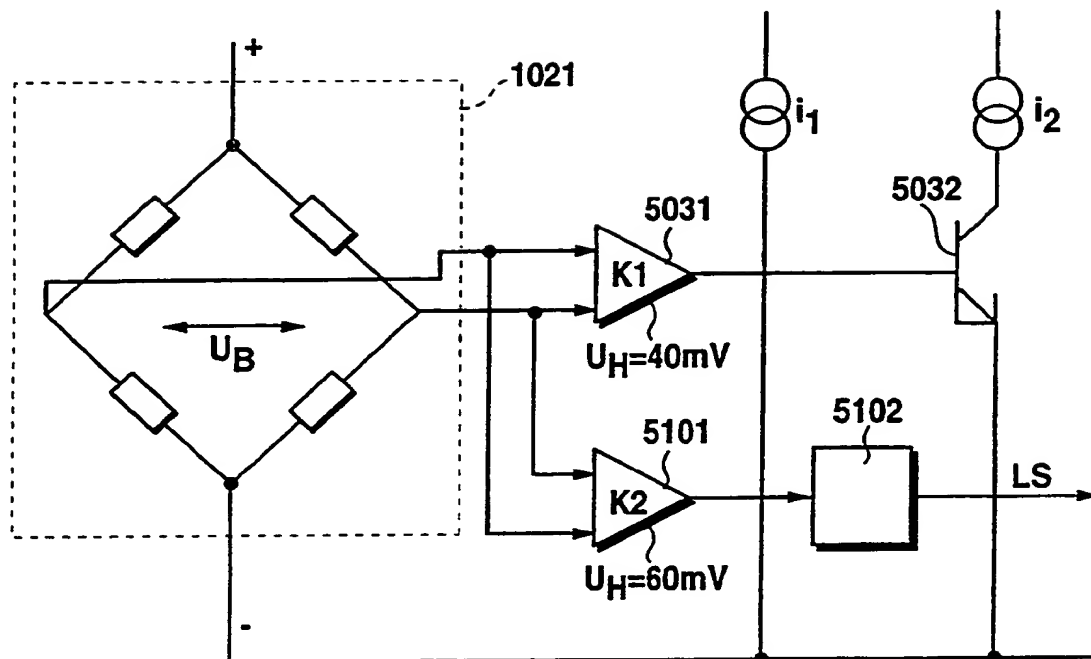 +
1021
i1
i2
5032
5031
K1
UB
UH=40mV
5101
5102
K2
LS
UH=60mV
-